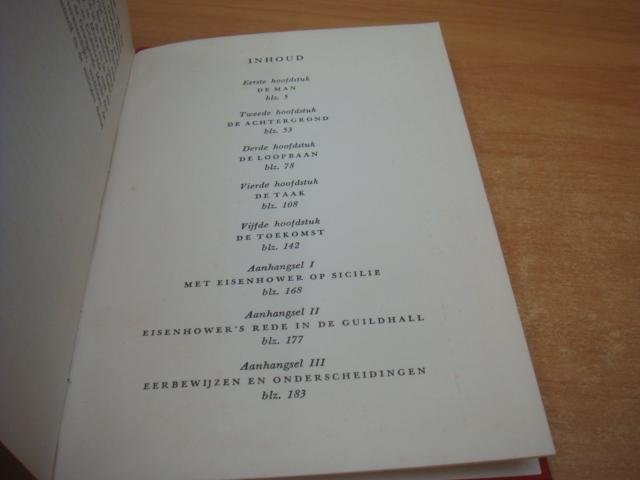 INHOUD
Eerste hoofdstuk
DE MAN
blz. 5
Tweede hoofdstuk
DE ACHTERGROND
blz. 53
Derde hoofdstuk
DE LOOPBAAN
blz. 78
Vierde hoofdstuk
DE TAAK
blz. 108
Vijfde hoofdstuk
DE TOEKOMST
blz. 142
Aanhangsel I
MET EISENHOWER OP SICILIE
blz. 168
Aanhangsel II
EISENHOWER'S REDE IN DE GUILDHALL
blz. 177
Aanhangsel III
EERBEWIJZEN EN ONDERSCHEIDINGEN
blz. 183